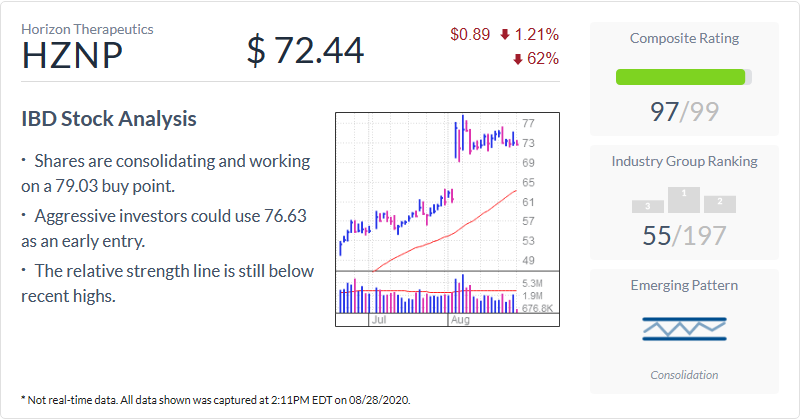 Horizon Therapeutics
HZNP
$ 72.44
$0.89 1.21%
62%
IBD Stock Analysis
· Shares are consolidating and working
on a 79.03 buy point.
· Aggressive investors could use 76.63
as an early entry.
· The relative strength line is still below
recent highs.
77
73
69
65
61
57
53
49
5.3M
1.9M
676.8K
Jul Aug
Composite Rating
97/99
Industry Group Ranking
3 1 2
55/197
Emerging Pattern
Consolidation
* Not real-time data. All data shown was captured at 2:11PM EDT on 08/28/2020.